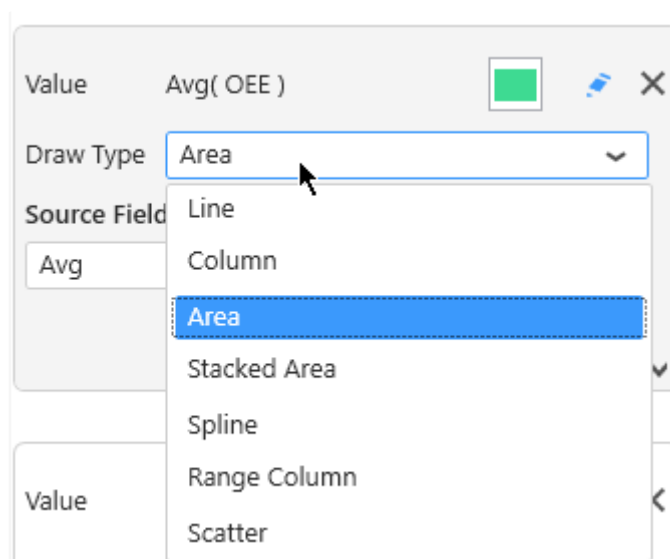 Value Avg( OEE )
Draw Type Area
Line
Source Field
Column
Avg
Area
Stacked Area
Spline
Range Column
Value
Scatter